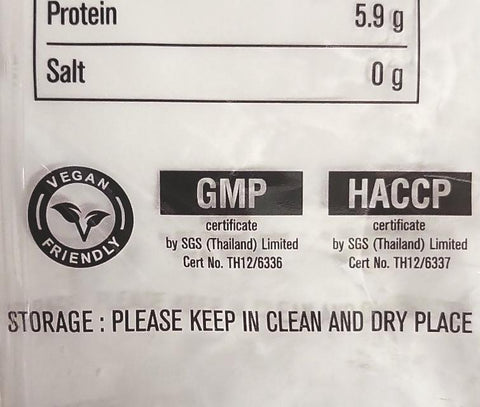 Protein 5.9 g
Salt 0 g
VEGAN
FRIENDLY
GMP
certificate
by SGS (Thailand) Limited
Cert No. TH12/6336
HACCP
certificate
by SGS (Thailand) Limited
Cert No. TH12/6337
STORAGE : PLEASE KEEP IN CLEAN AND DRY PLACE